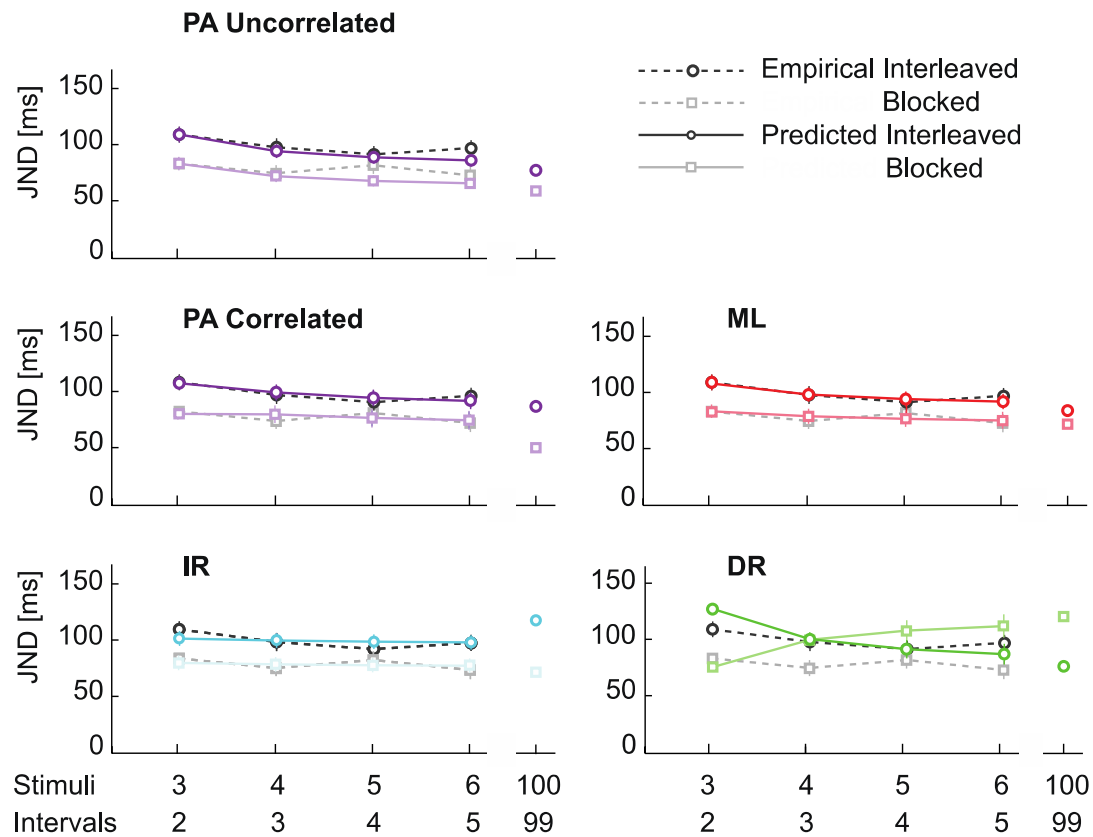 PA Uncorrelated
JND [ms]
150
100
50
0
Empirical Interleaved
Blocked
Predicted Interleaved
Blocked
PA Correlated
JND [ms]
150
100
50
0
ML
150
100
50
0
IR
JND [ms]
150
100
50
0
DR
150
100
50
0
Stimuli 3 4 5 6 100 3 4 5 6 100
Intervals 2 3 4 5 99 2 3 4 5 99